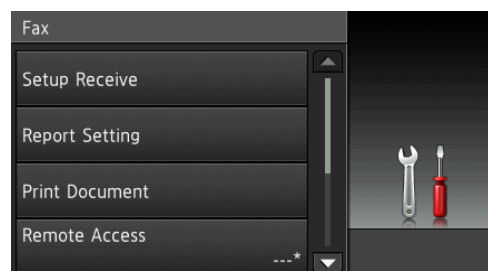 Fax
Setup Receive
Report Setting
Print Document
Remote Access
---*